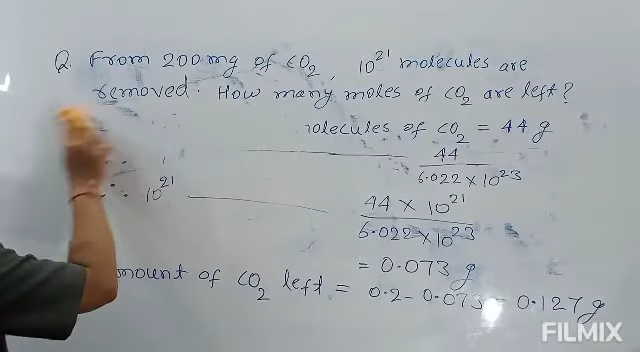 Q. From 200 mg of CO2, 10^21 molecules are
removed. How many moles of CO2 are left?
olecules of CO2 = 44 g
1 44
6.022 × 10^23
10^21 44 × 10^21
6.022 × 10^23
= 0.073 g
mount of CO2 left = 0.2 - 0.073 = 0.127 g
FILMIX